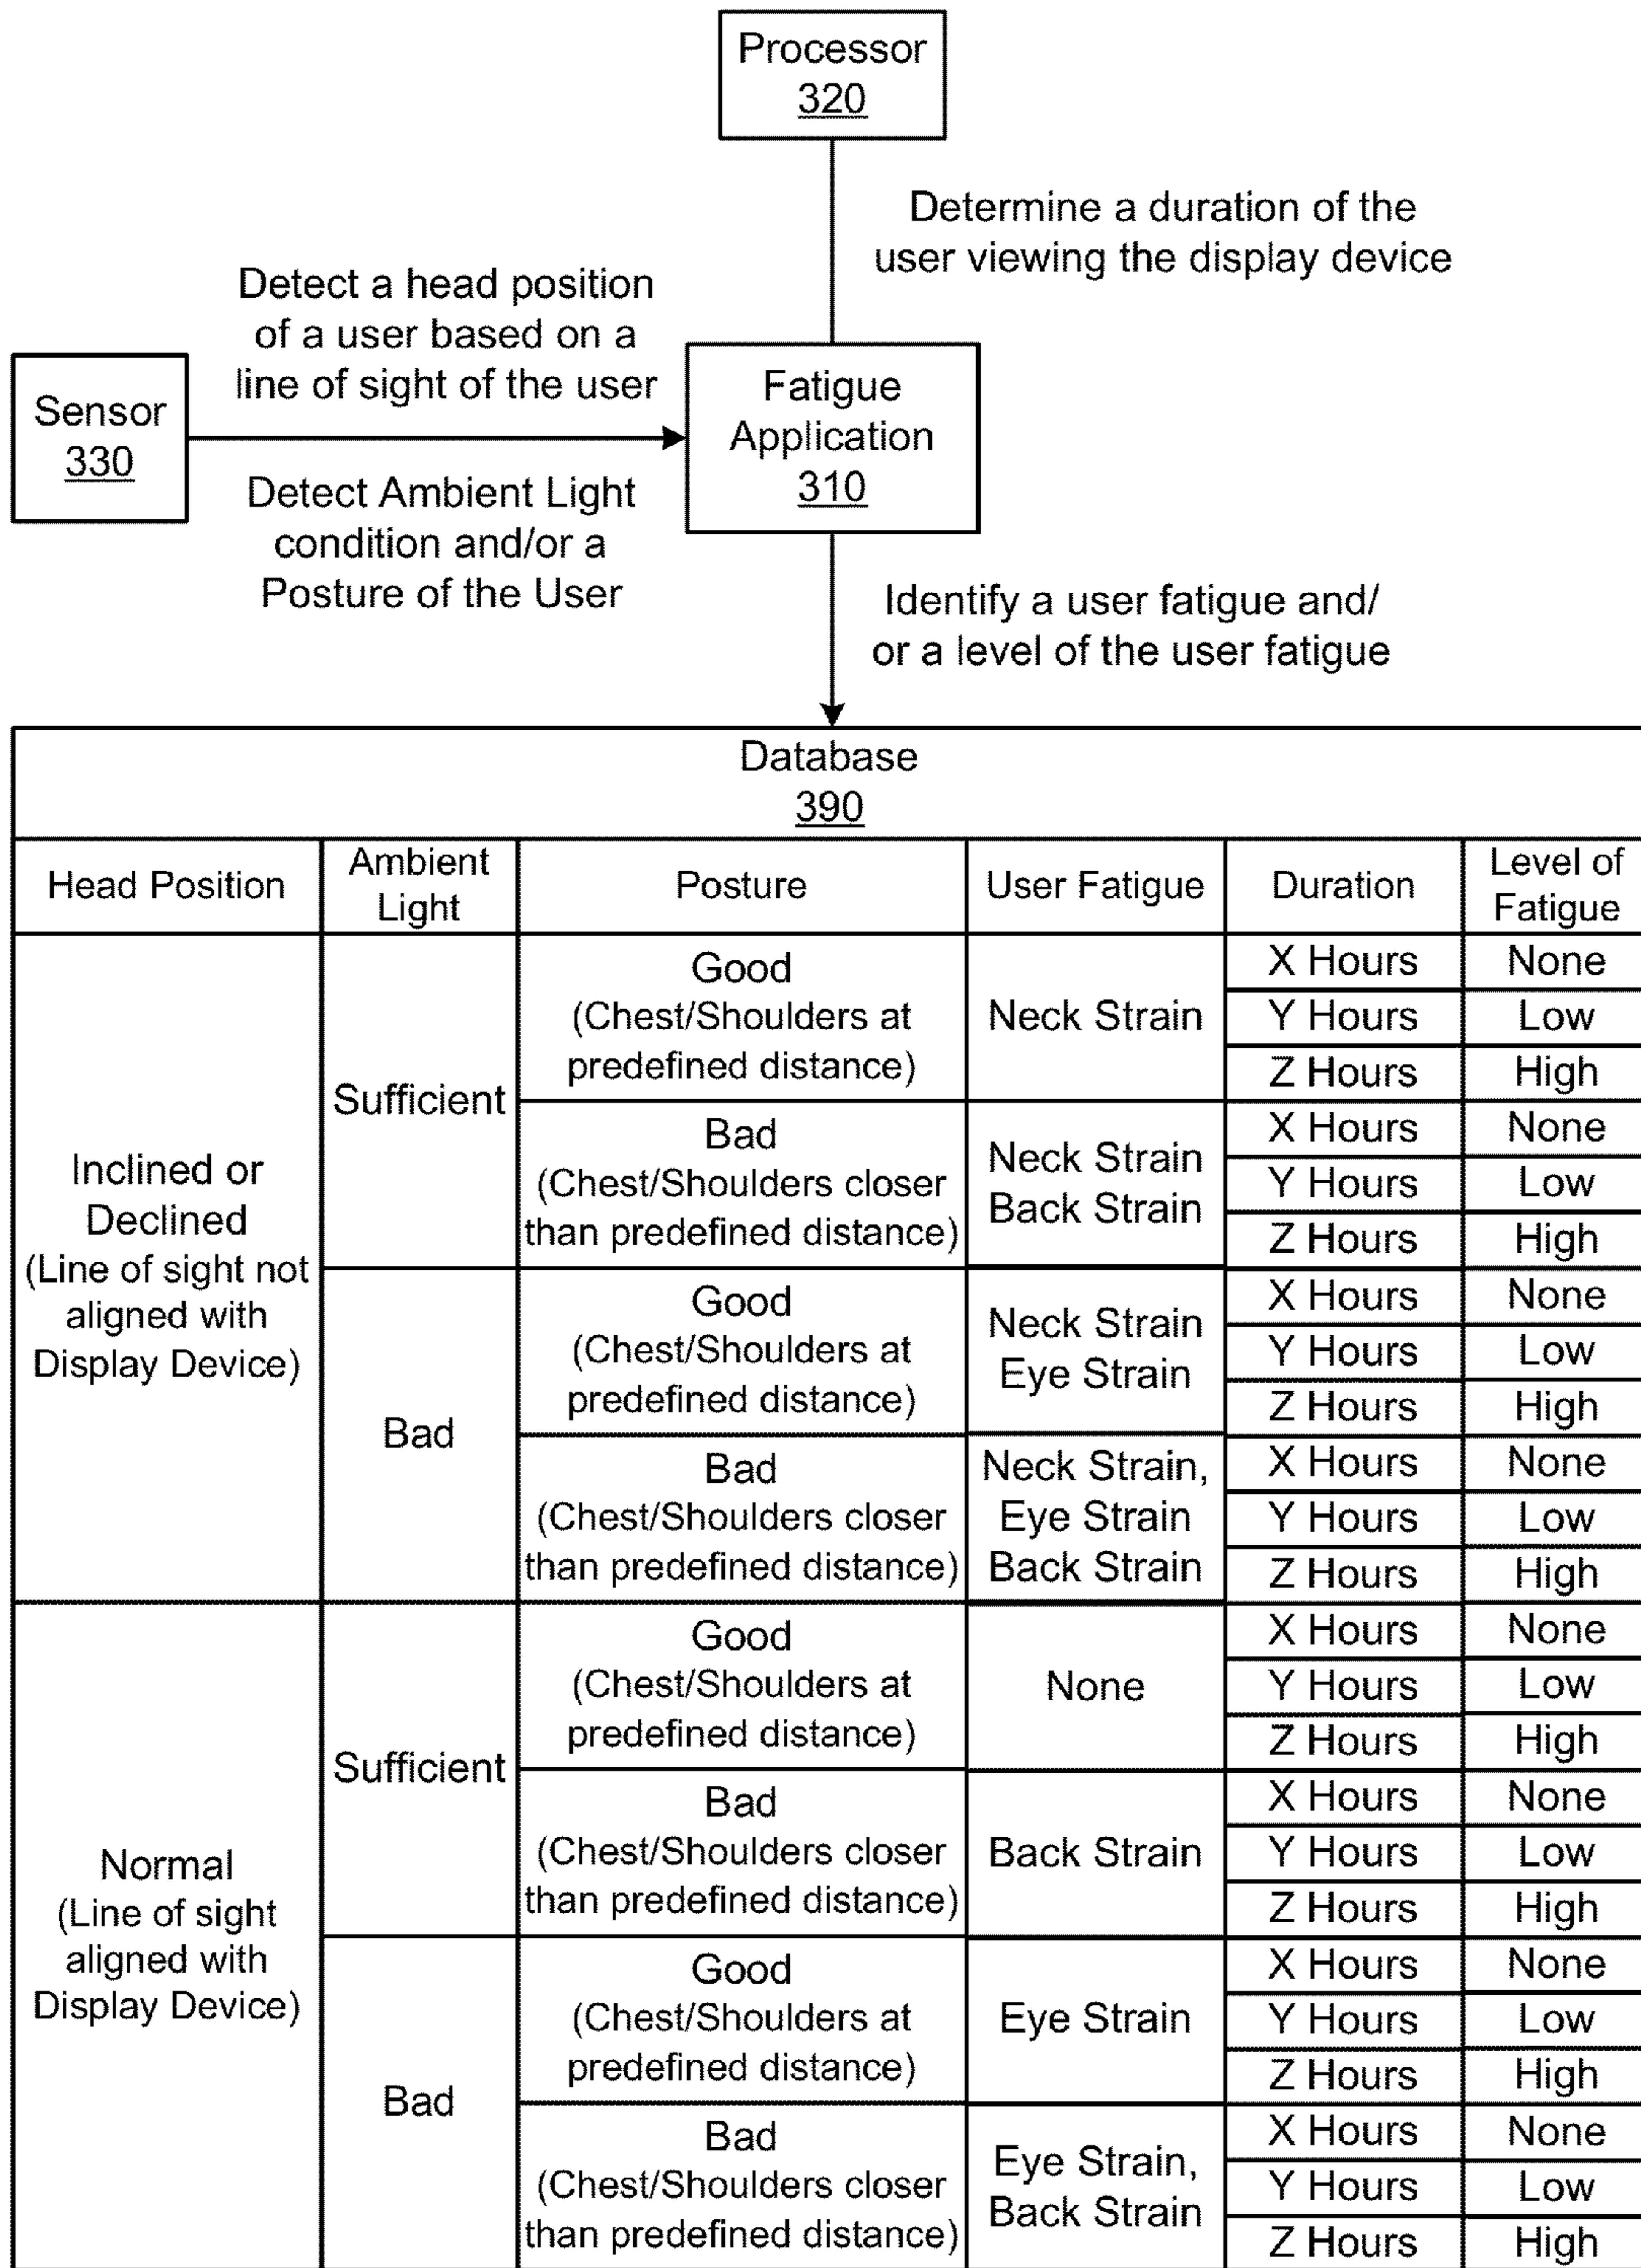 Processor
320
Determine a duration of the
user viewing the display device
Detect a head position
of a user based on a
line of sight of the user
Sensor
330
Fatigue
Application
310
Detect Ambient Light
condition and/or a
Posture of the User
Identify a user fatigue and/
or a level of the user fatigue
Database
390
Head Position
Ambient
Light
Posture
User Fatigue
Duration
Level of
Fatigue
Inclined or
Declined
(Line of sight not
aligned with
Display Device)
Sufficient
Good
(Chest/Shoulders at
predefined distance)
Neck Strain
X Hours
None
Y Hours
Low
Z Hours
High
Bad
(Chest/Shoulders closer
than predefined distance)
Neck Strain
Back Strain
X Hours
None
Y Hours
Low
Z Hours
High
Bad
Good
(Chest/Shoulders at
predefined distance)
Neck Strain
Eye Strain
X Hours
None
Y Hours
Low
Z Hours
High
Bad
(Chest/Shoulders closer
than predefined distance)
Neck Strain,
Eye Strain
Back Strain
X Hours
None
Y Hours
Low
Z Hours
High
Normal
(Line of sight
aligned with
Display Device)
Sufficient
Good
(Chest/Shoulders at
predefined distance)
None
X Hours
None
Y Hours
Low
Z Hours
High
Bad
(Chest/Shoulders closer
than predefined distance)
Back Strain
X Hours
None
Y Hours
Low
Z Hours
High
Bad
Good
(Chest/Shoulders at
predefined distance)
Eye Strain
X Hours
None
Y Hours
Low
Z Hours
High
Bad
(Chest/Shoulders closer
than predefined distance)
Eye Strain,
Back Strain
X Hours
None
Y Hours
Low
Z Hours
High